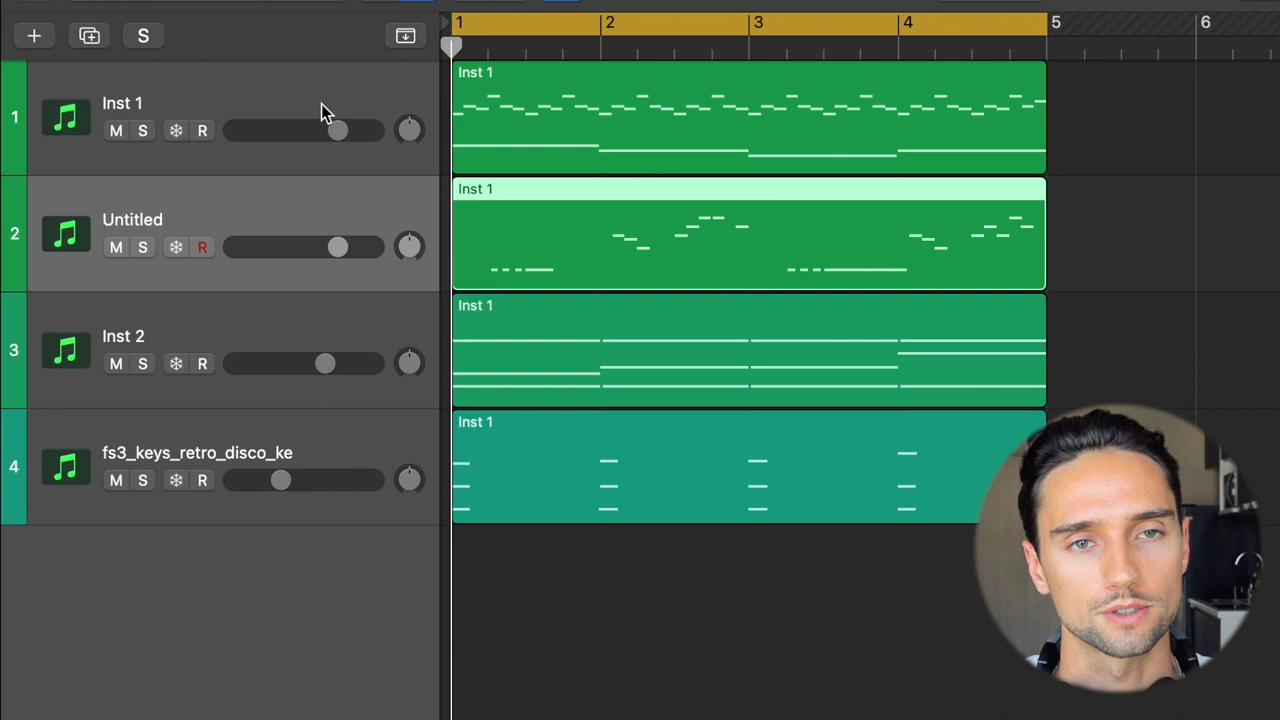 S
1 2 3 4 5 6
1
Inst 1
M S R
Inst 1
2
Untitled
M S R
Inst 1
3
Inst 2
M S R
Inst 1
4
fs3_keys_retro_disco_ke
M S R
Inst 1